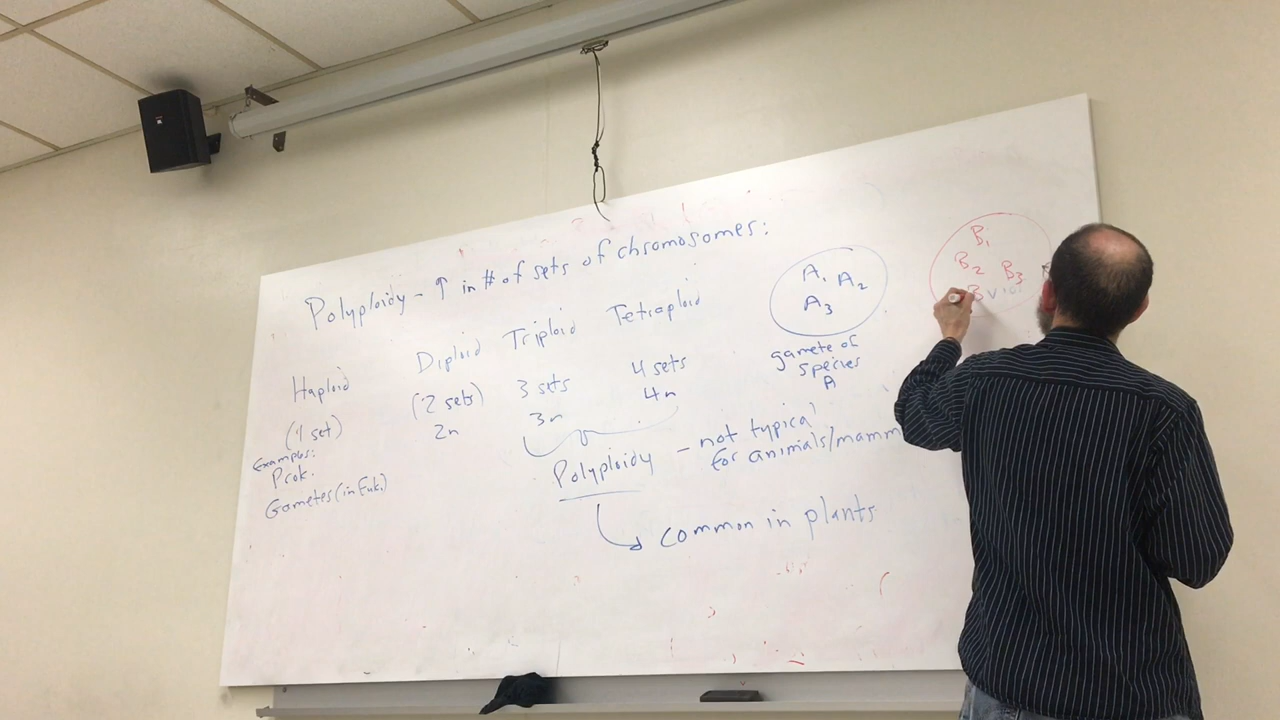 Polyploidy - ↑ in # of sets of chromosomes:
Haploid Diploid Triploid Tetraploid
(1 set) (2 sets) 3 sets 4 sets
2n 3n 4n
Examples:
Prok.
Gametes (in Euk.)
Polyploidy - not typical
for animals/mamm
common in plants
A1 A2
A3
gamete of
species
A
B1
B2 B3
B